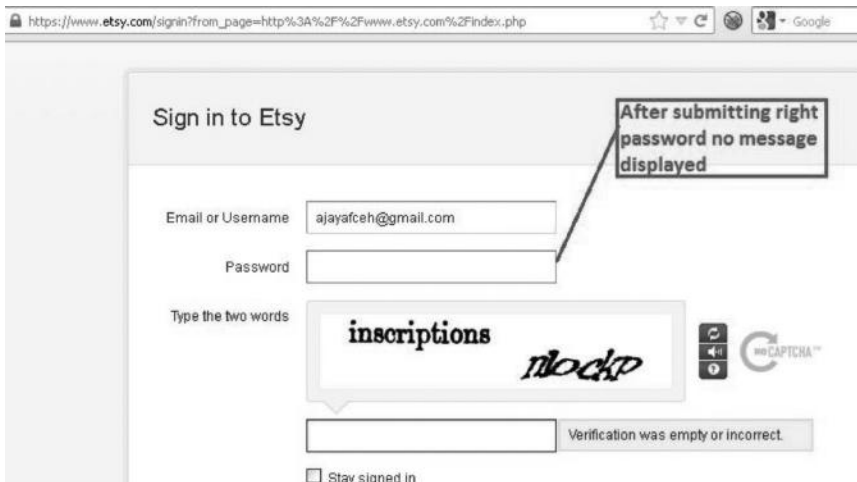 https://www.etsy.com/signin?from_page=http%3A%2F%2Fwww.etsy.com%2Findex.php
Google
Sign in to Etsy
After submitting right
password no message
displayed
Email or Username
ajayafceh@gmail.com
Password
Type the two words
inscriptions
nlockp
CAPTCHA™
Verification was empty or incorrect.
Stay signed in